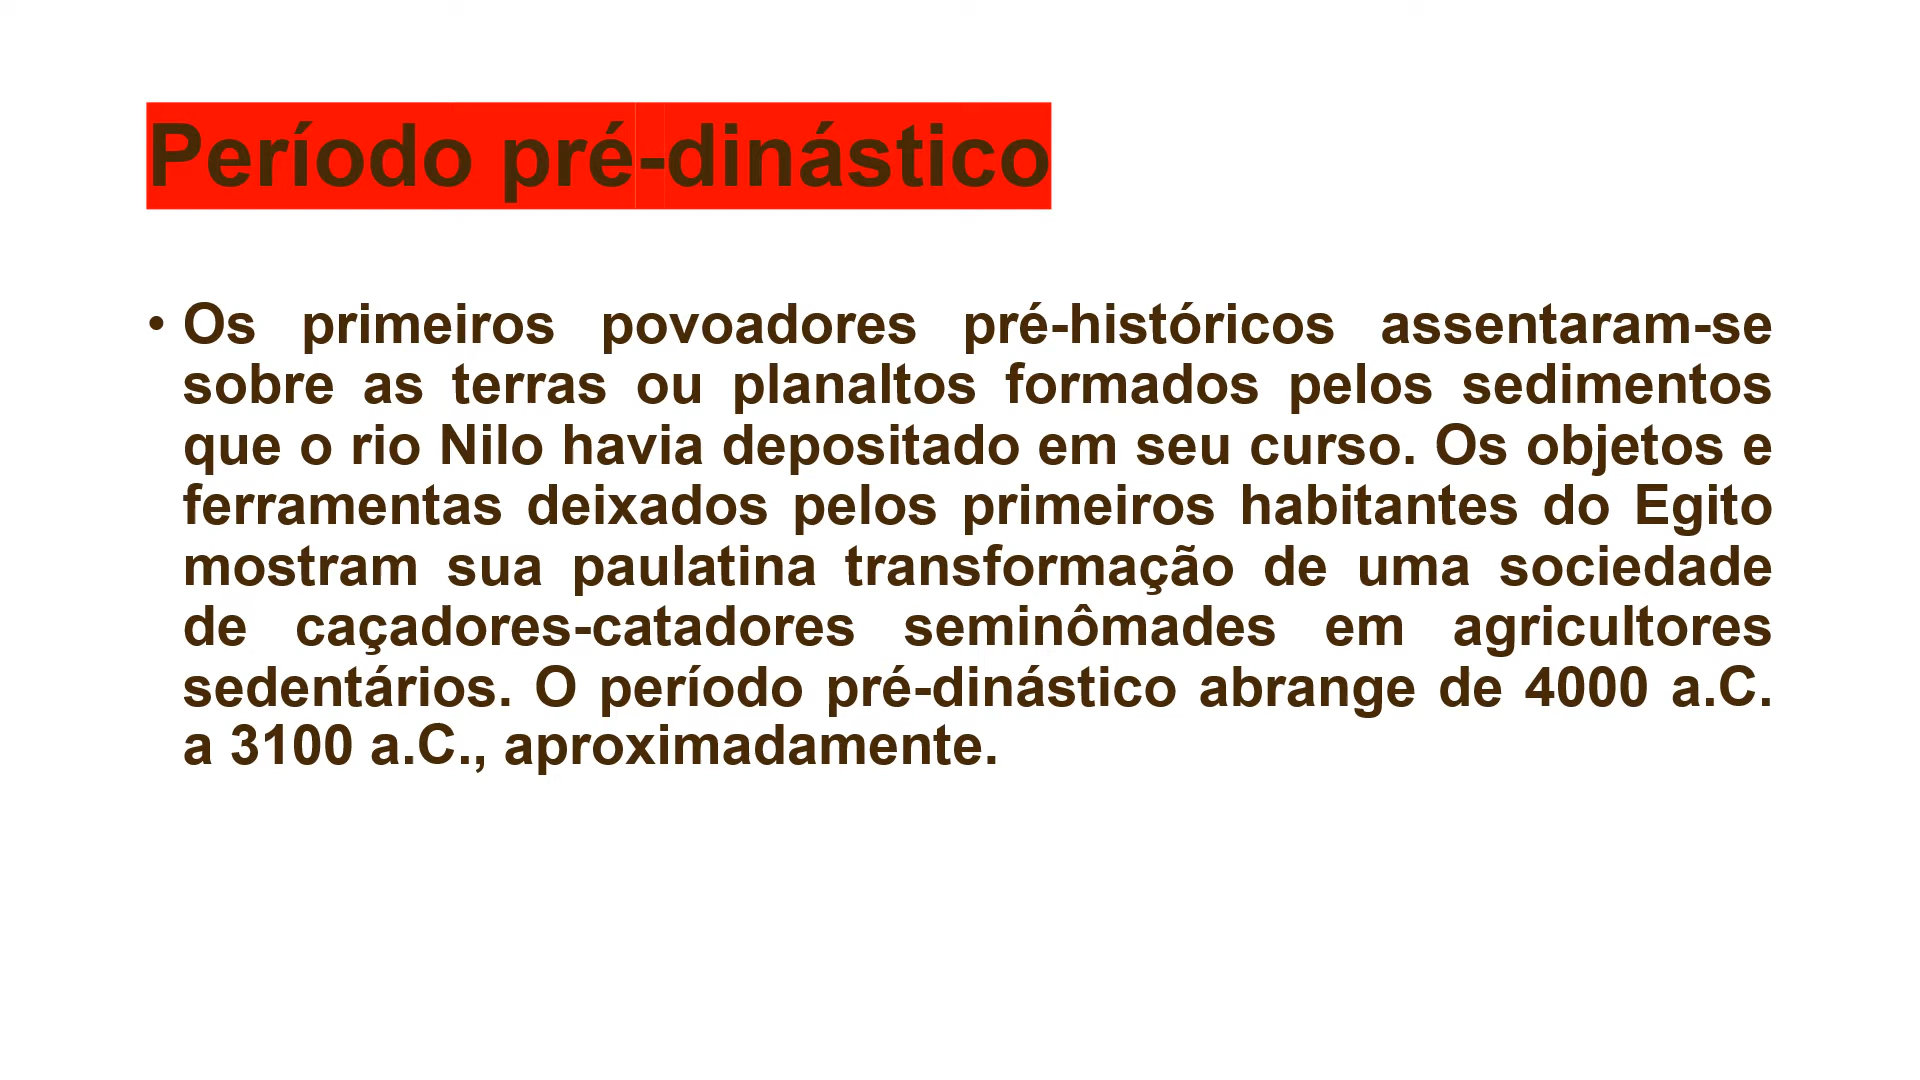 Período pré-dinástico
• Os primeiros povoadores pré-históricos assentaram-se
sobre as terras ou planaltos formados pelos sedimentos
que o rio Nilo havia depositado em seu curso. Os objetos e
ferramentas deixados pelos primeiros habitantes do Egito
mostram sua paulatina transformação de uma sociedade
de caçadores-catadores seminômades em agricultores
sedentários. O período pré-dinástico abrange de 4000 a.C.
a 3100 a.C., aproximadamente.